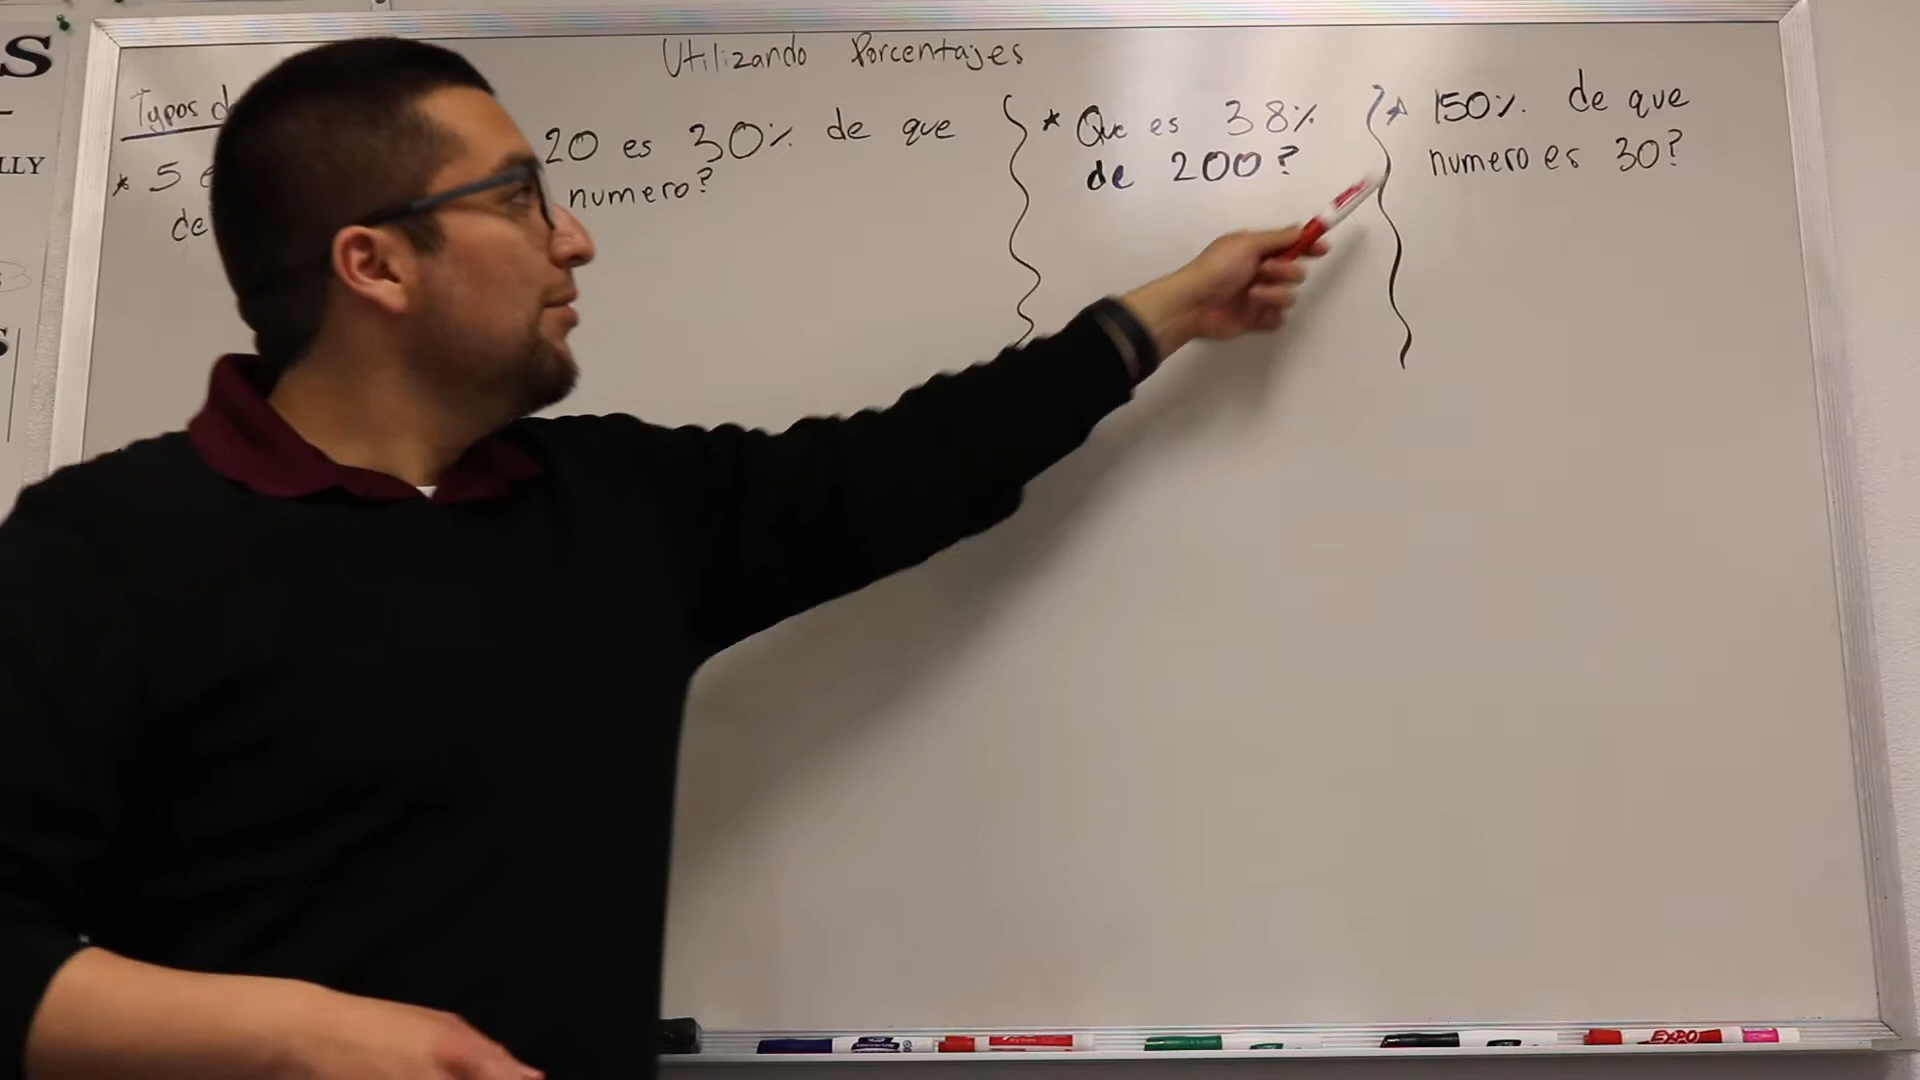 Utilizando Porcentajes
Typos
* 5
20 es 30% de que
numero?
* Que es 38%
de 200?
* 150% de que
numero es 30?
S
LLY
EXPO